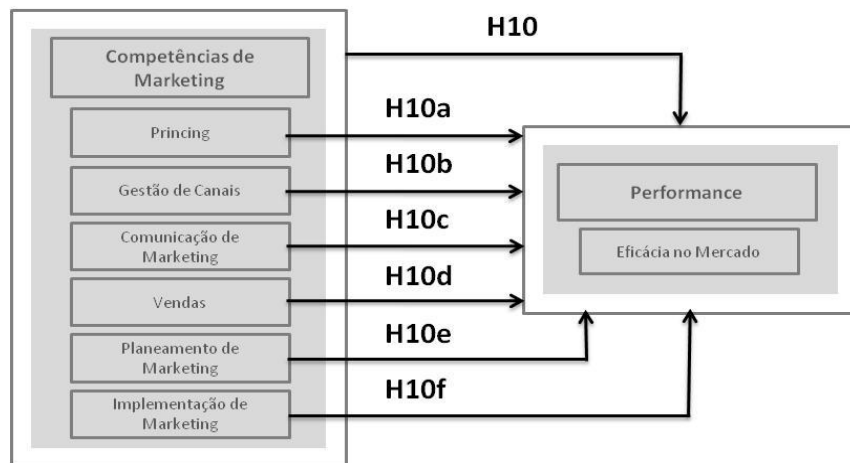 H10
Competências de
Marketing
H10a
Princing
H10b
Gestão de Canais
Performance
H10c
Comunicação de
Marketing
Eficácia no Mercado
H10d
Vendas
H10e
Planeamento de
Marketing
H10f
Implementação de
Marketing